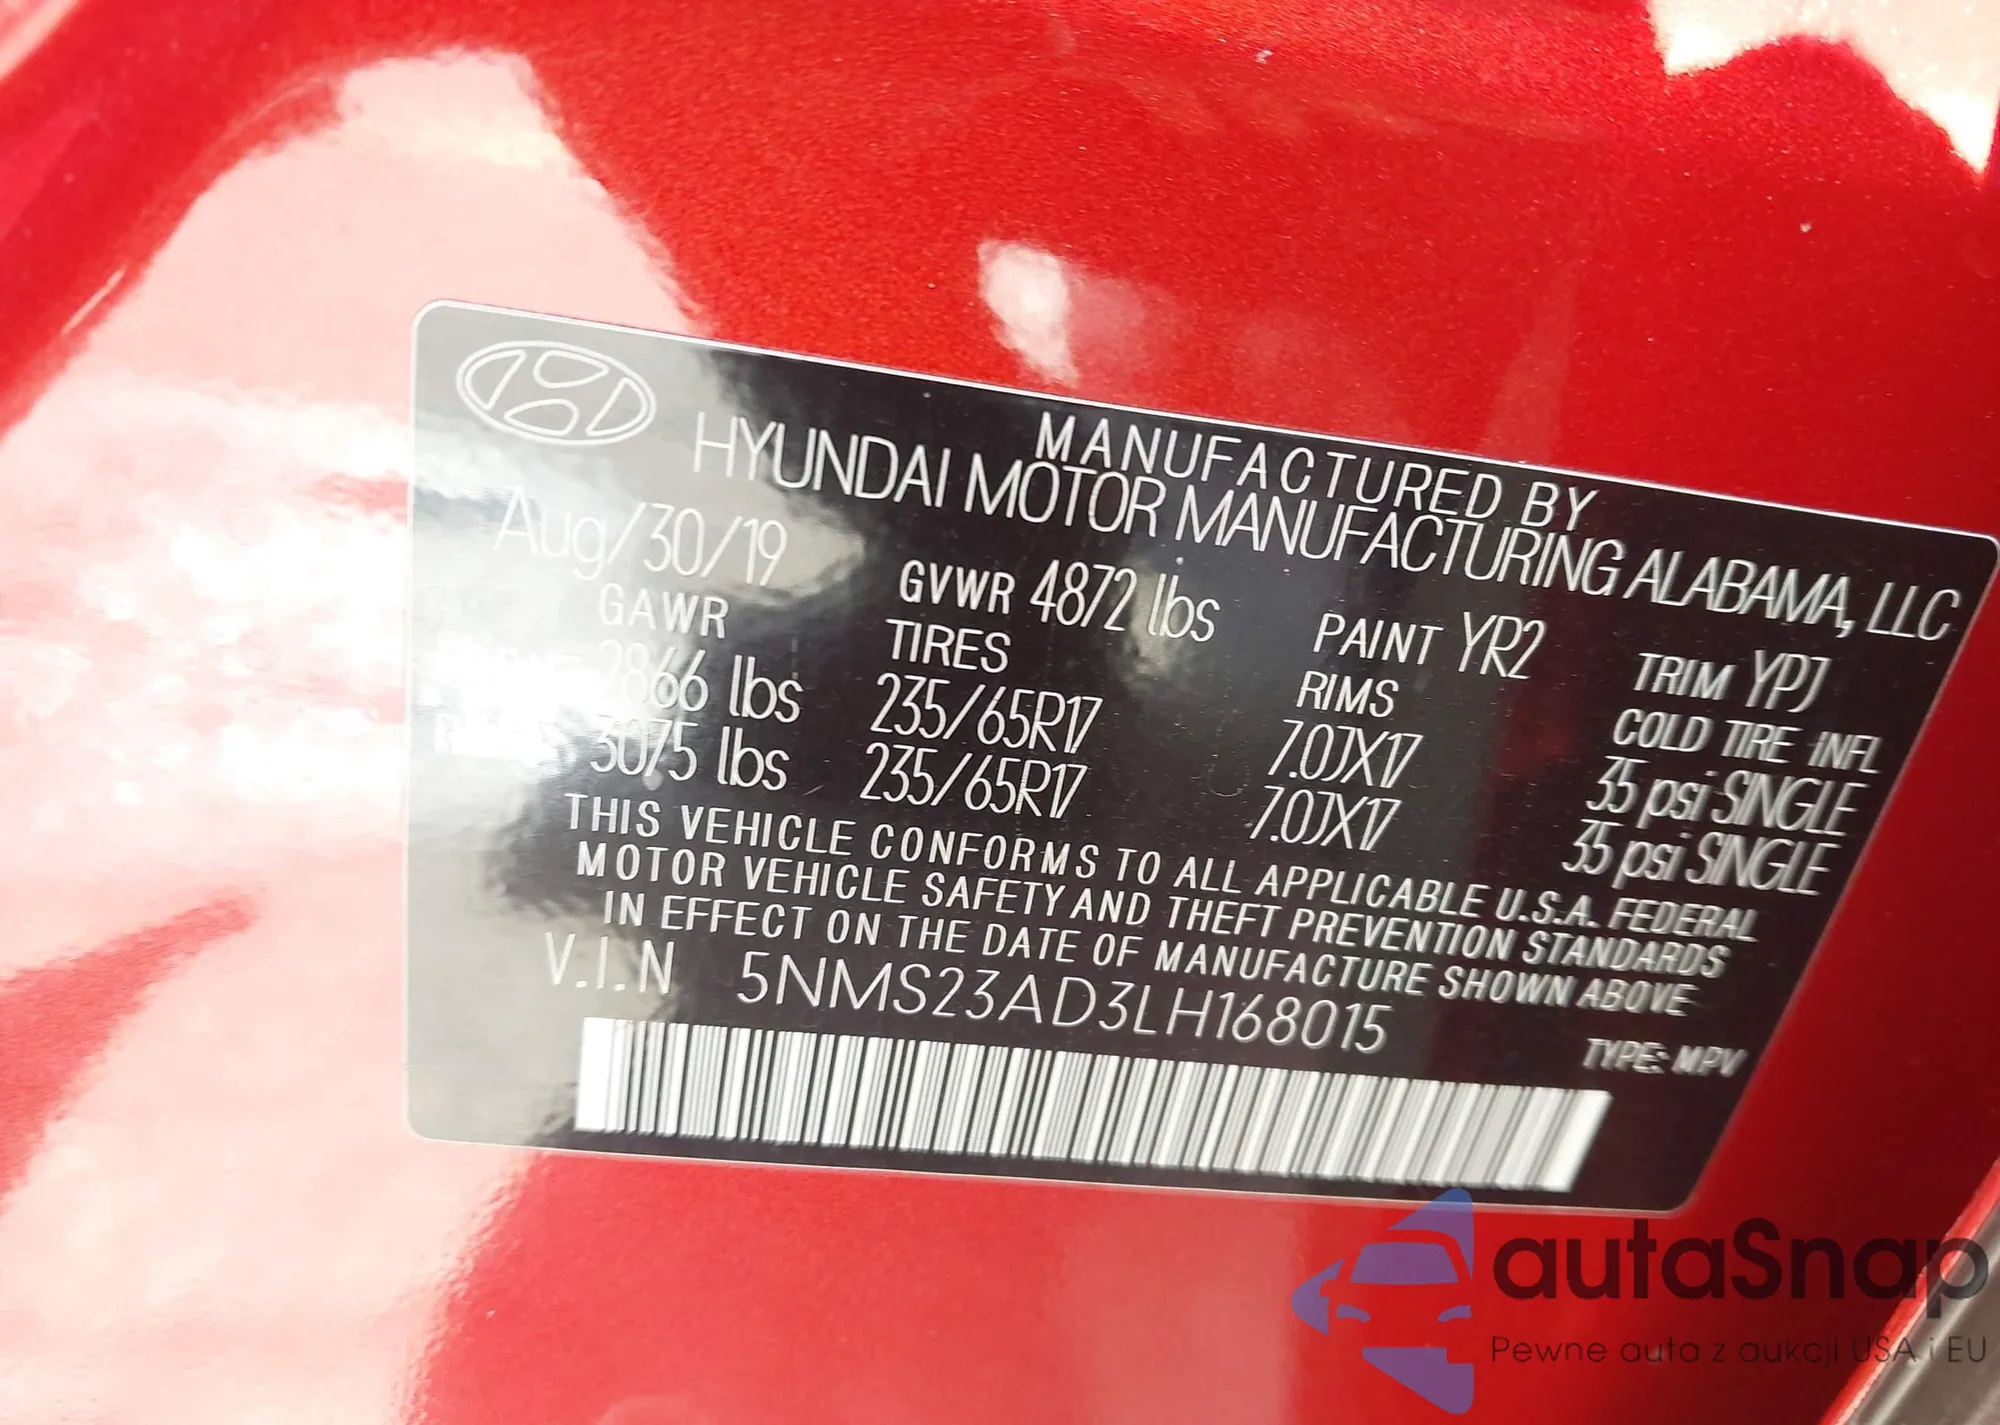 MANUFACTURED BY
HYUNDAI MOTOR MANUFACTURING ALABAMA, LLC
Aug/30/19 GVWR 4872 lbs PAINT YR2 TRIM YPJ
GAWR TIRES RIMS COLD TIRE INFL
2866 lbs 235/65R17 7.0JX17 35 psi SINGLE
3075 lbs 235/65R17 7.0JX17 35 psi SINGLE
THIS VEHICLE CONFORMS TO ALL APPLICABLE U.S.A. FEDERAL
MOTOR VEHICLE SAFETY AND THEFT PREVENTION STANDARDS
IN EFFECT ON THE DATE OF MANUFACTURE SHOWN ABOVE
V.I.N 5NMS23AD3LH168015
TYPE: MPV
autaSnap
Pewne auta z aukcji USA i EU